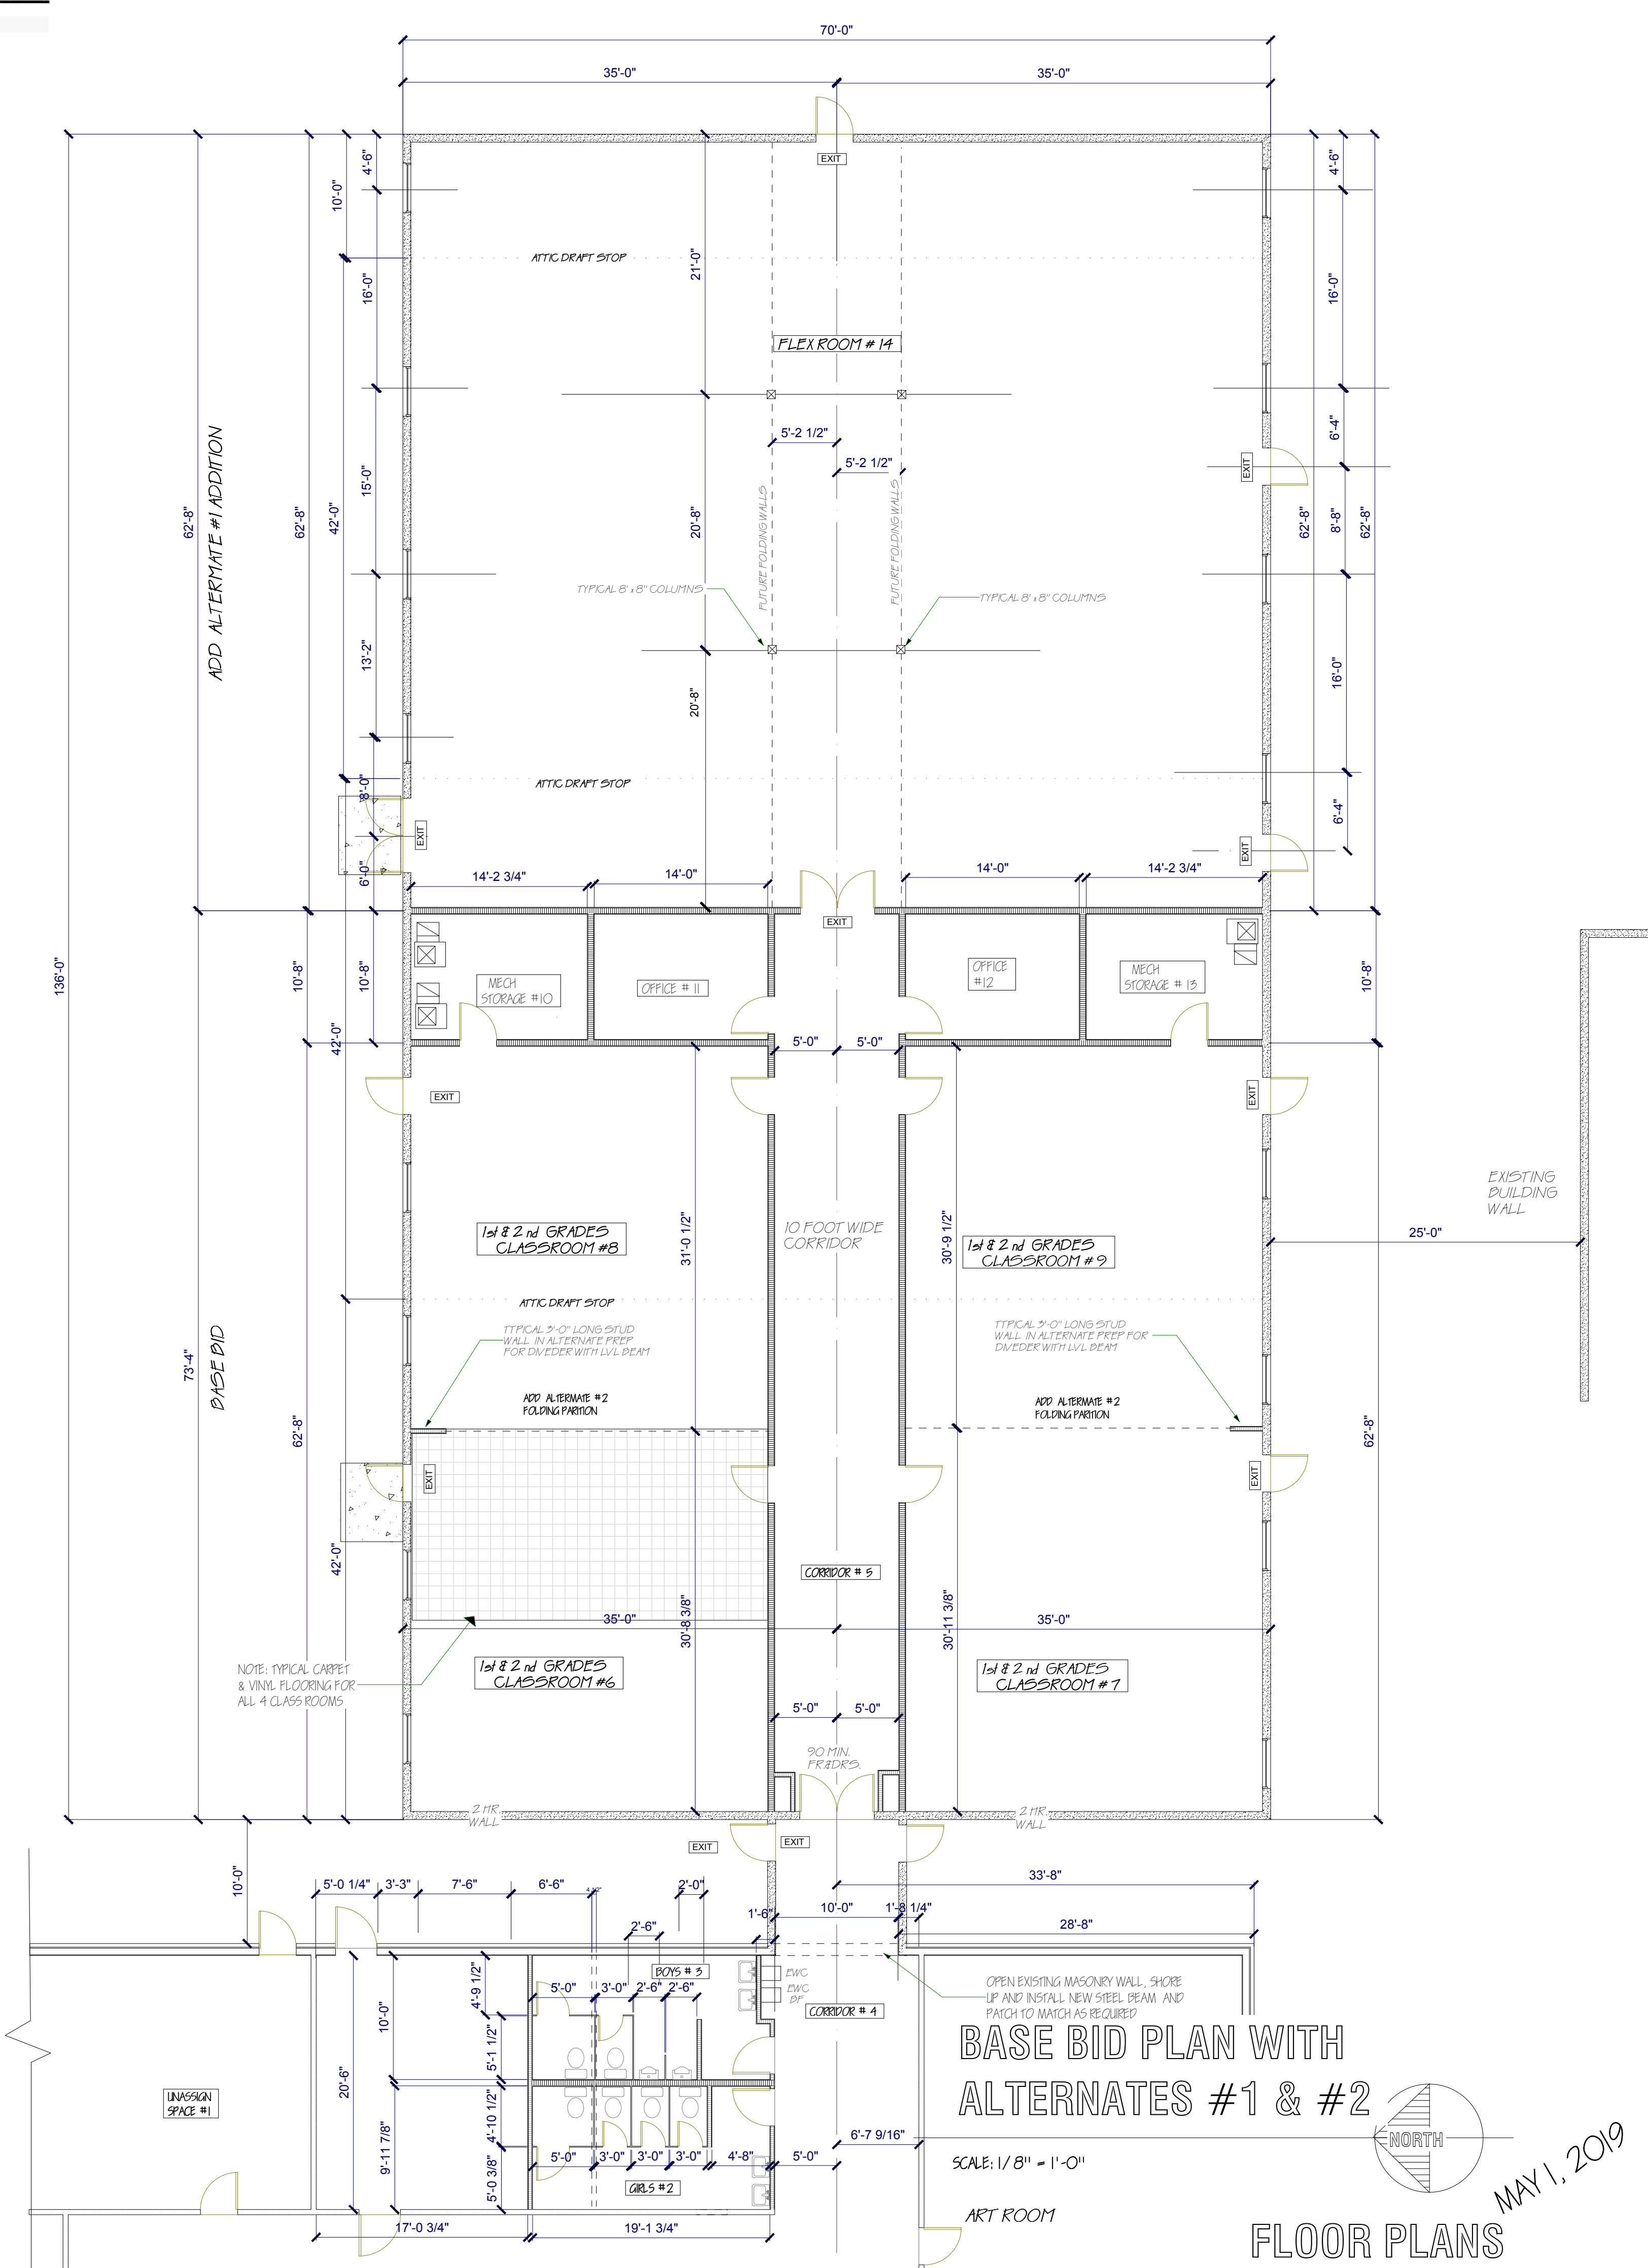 70'-0"
35'-0"
35'-0"
EXIT
4'-6"
10'-0"
16'-0"
21'-0"
4'-6"
16'-0"
ATTIC DRAFT STOP
FLEX ROOM # 14
5'-2 1/2"
5'-2 1/2"
6'-4"
EXIT
ADD ALTERMATE #1 ADDITION
62'-8"
62'-8"
42'-0"
15'-0"
20'-8"
FUTURE FOLDING WALLS
FUTURE FOLDING WALLS
62'-8"
8'-8"
62'-8"
TYPICAL 8' x 8" COLUMNS
TYPICAL 8' x 8" COLUMNS
13'-2"
20'-8"
16'-0"
ATTIC DRAFT STOP
8'-0"
6'-4"
EXIT
EXIT
6'-0"
14'-2 3/4"
14'-0"
14'-0"
14'-2 3/4"
EXIT
136'-0"
10'-8"
10'-8"
MECH
STORAGE #10
OFFICE # 11
OFFICE
#12
MECH
STORAGE # 13
10'-8"
42'-0"
5'-0"
5'-0"
EXIT
EXIT
EXISTING
BUILDING
WALL
25'-0"
1st & 2 nd GRADES
CLASSROOM #8
31'-0 1/2"
10 FOOT WIDE
CORRIDOR
30'-9 1/2"
1st & 2 nd GRADES
CLASSROOM # 9
ATTIC DRAFT STOP
TTPICAL 3'-0" LONG STUD
WALL IN ALTERNATE PREP
FOR DIVEDER WITH LVL BEAM
TTPICAL 3'-0" LONG STUD
WALL IN ALTERNATE PREP FOR
DIVEDER WITH LVL BEAM
BASE BID
73'-4"
62'-8"
62'-8"
ADD ALTERMATE #2
FOLDING PARITION
ADD ALTERMATE #2
FOLDING PARITION
EXIT
EXIT
42'-0"
CORRIDOR # 5
35'-0"
30'-8 3/8"
30'-11 3/8"
35'-0"
NOTE: TYPICAL CARPET
& VINYL FLOORING FOR
ALL 4 CLASS ROOMS
1st & 2 nd GRADES
CLASSROOM #6
1st & 2 nd GRADES
CLASSROOM # 7
5'-0"
5'-0"
90 MIN.
FR.&DRS.
2 HR.
WALL
2 HR.
WALL
EXIT
EXIT
10'-0"
5'-0 1/4"
3'-3"
7'-6"
6'-6"
2'-0"
33'-8"
1'-6"
10'-0"
1'-8 1/4"
28'-8"
2'-6"
BOYS # 3
EWC
EWC
BF
CORRIDOR # 4
4'-9 1/2"
5'-0"
3'-0"
2'-6"
2'-6"
OPEN EXISTING MASONRY WALL, SHORE
UP AND INSTALL NEW STEEL BEAM AND
PATCH TO MATCH AS REQUIRED
10'-0"
5'-1 1/2"
BASE BID PLAN WITH
ALTERNATES #1 & #2
UNASSIGN
SPACE #1
20'-6"
4'-10 1/2"
9'-11 7/8"
5'-0 3/8"
5'-0"
3'-0"
3'-0"
3'-0"
4'-8"
5'-0"
6'-7 9/16"
NORTH
SCALE: 1/ 8" = 1'-0"
GIRLS #2
17'-0 3/4"
19'-1 3/4"
ART ROOM
MAY 1, 2019
FLOOR PLANS